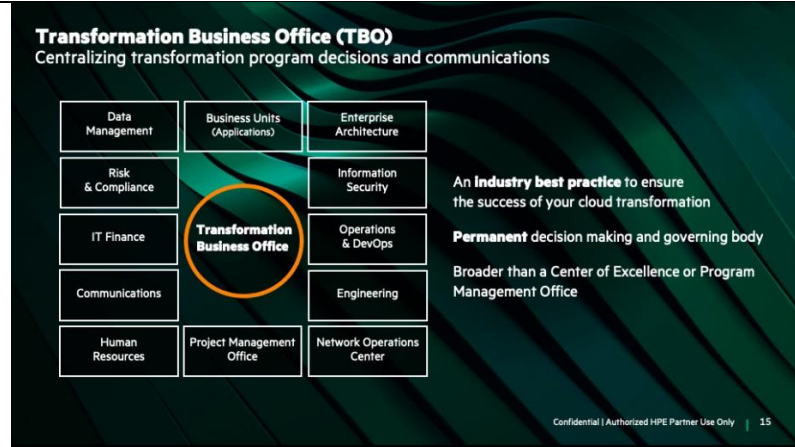 Transformation Business Office (TBO)
Centralizing transformation program decisions and communications
Data
Management
Business Units
(Applications)
Enterprise
Architecture
Risk
& Compliance
Information
Security
IT Finance
Transformation
Business Office
Operations
& DevOps
Communications
Engineering
Human
Resources
Project Management
Office
Network Operations
Center
An industry best practice to ensure
the success of your cloud transformation
Permanent decision making and governing body
Broader than a Center of Excellence or Program
Management Office
Confidential | Authorized HPE Partner Use Only | 15